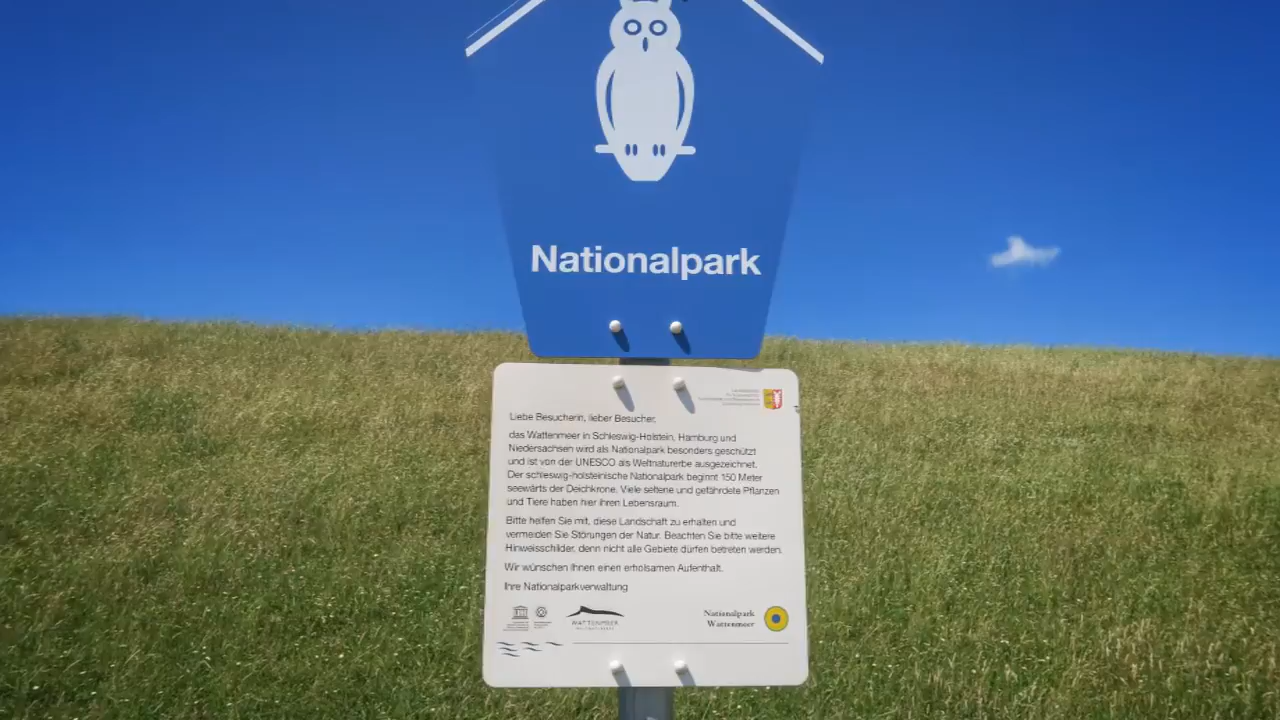 Nationalpark
Liebe Besucherin, lieber Besucher,
das Wattenmeer in Schleswig-Holstein, Hamburg und
Niedersachsen wird als Nationalpark besonders geschützt
und ist von der UNESCO als Weltnaturerbe ausgezeichnet.
Der schleswig-holsteinische Nationalpark beginnt 150 Meter
seewärts der Deichkrone. Viele seltene und gefährdete Pflanzen
und Tiere haben hier ihren Lebensraum.
Bitte helfen Sie mit, diese Landschaft zu erhalten und
vermeiden Sie Störungen der Natur. Beachten Sie bitte weitere
Hinweisschilder, denn nicht alle Gebiete dürfen betreten werden.
Wir wünschen Ihnen einen erholsamen Aufenthalt.
Ihre Nationalparkverwaltung
WATTENMEER
Nationalpark
Wattenmeer